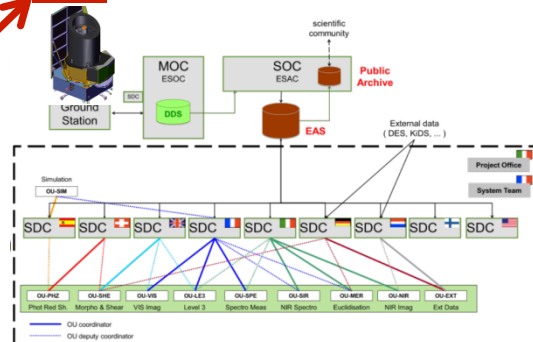 scientific
community
MOC
ESOC
SOC
ESAC
Public
Archive
SDC
DDS
Ground
Station
EAS
External data
( DES, KiDS, ... )
Project Office
System Team
Simulation
OU-SIM
SDC SDC SDC SDC SDC SDC SDC SDC SDC
OU-PHZ OU-SHE OU-VIS OU-LE3 OU-SPE OU-SIR OU-MER OU-NIR OU-EXT
Phot Red Sh. Morpho & Shear VIS Imag Level 3 Spectro Meas NIR Spectro Euclidisation NIR Imag Ext Data
OU coordinator
OU deputy coordinator